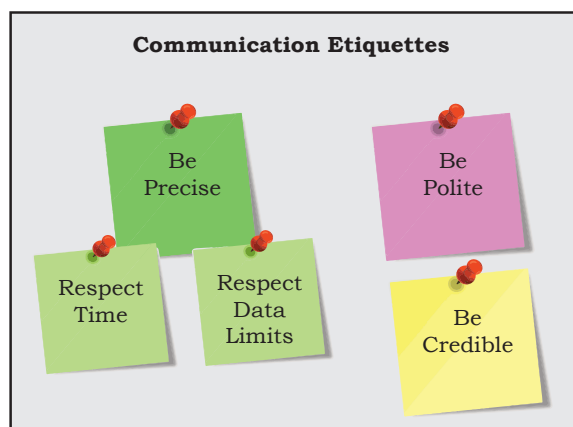 Communication Etiquettes
Be
Precise
Respect
Time
Respect
Data
Limits
Be
Polite
Be
Credible